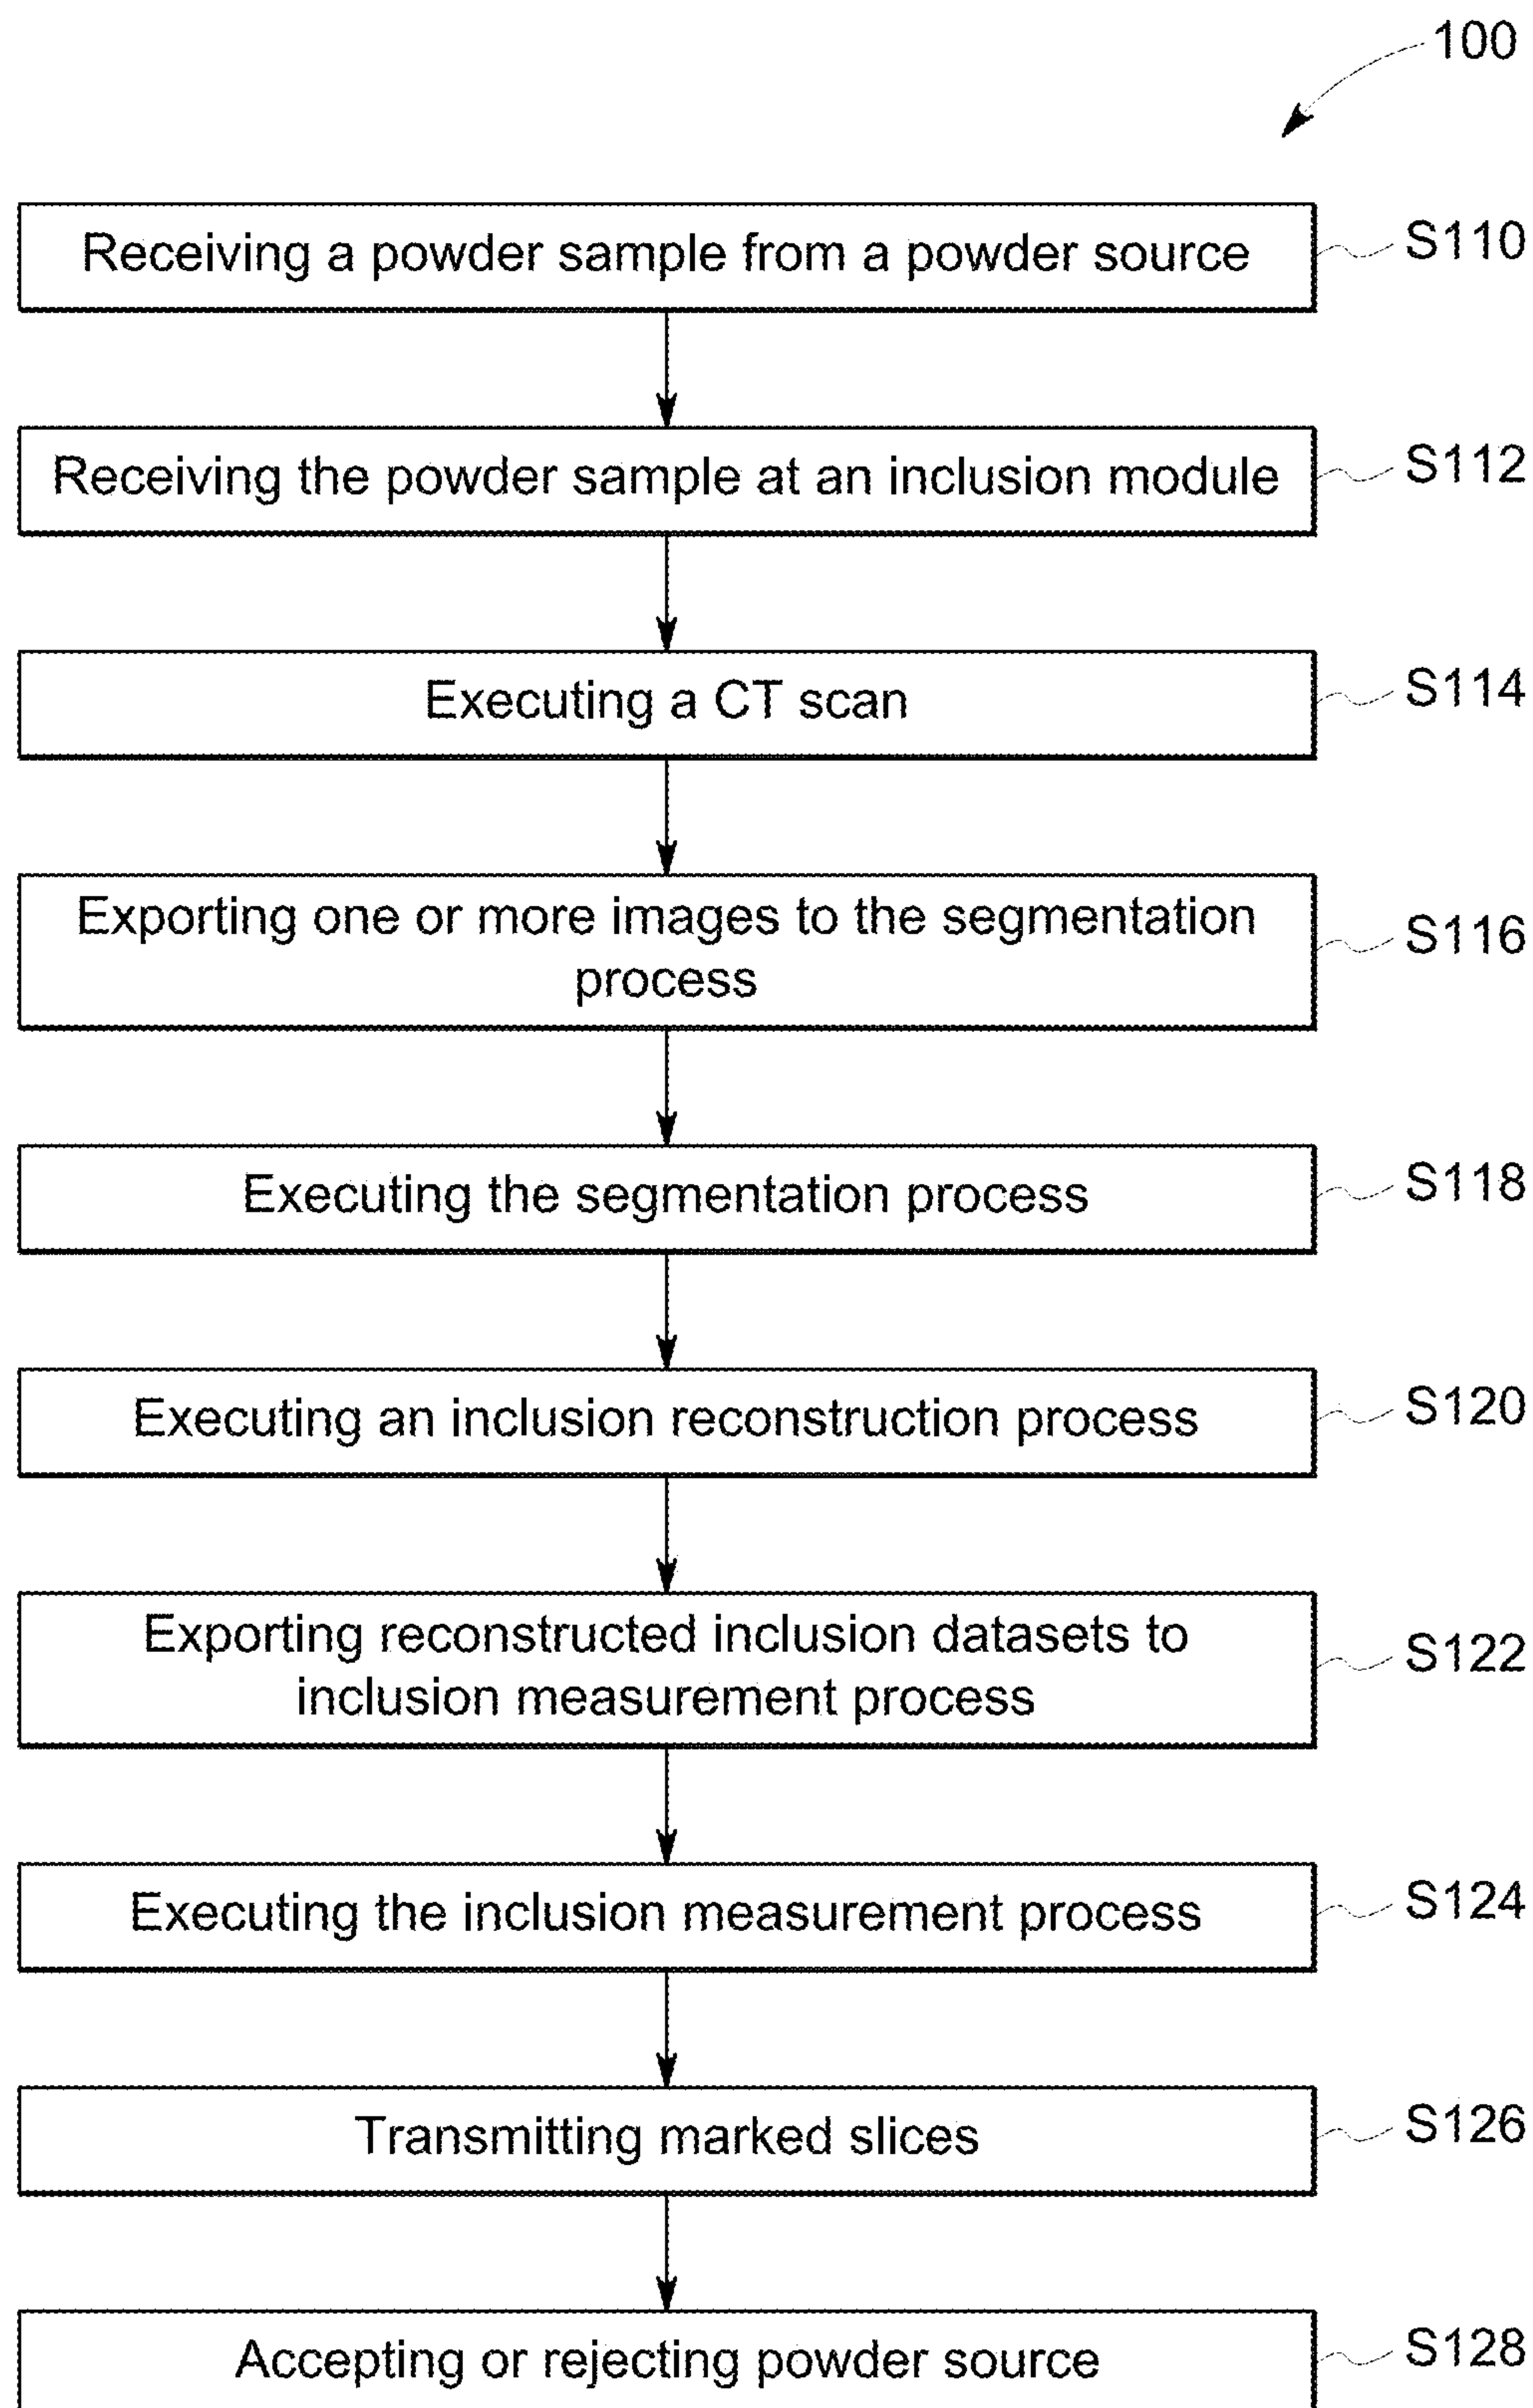 100
Receiving a powder sample from a powder source
S110
Receiving the powder sample at an inclusion module
S112
Executing a CT scan
S114
Exporting one or more images to the segmentation
process
S116
Executing the segmentation process
S118
Executing an inclusion reconstruction process
S120
Exporting reconstructed inclusion datasets to
inclusion measurement process
S122
Executing the inclusion measurement process
S124
Transmitting marked slices
S126
Accepting or rejecting powder source
S128